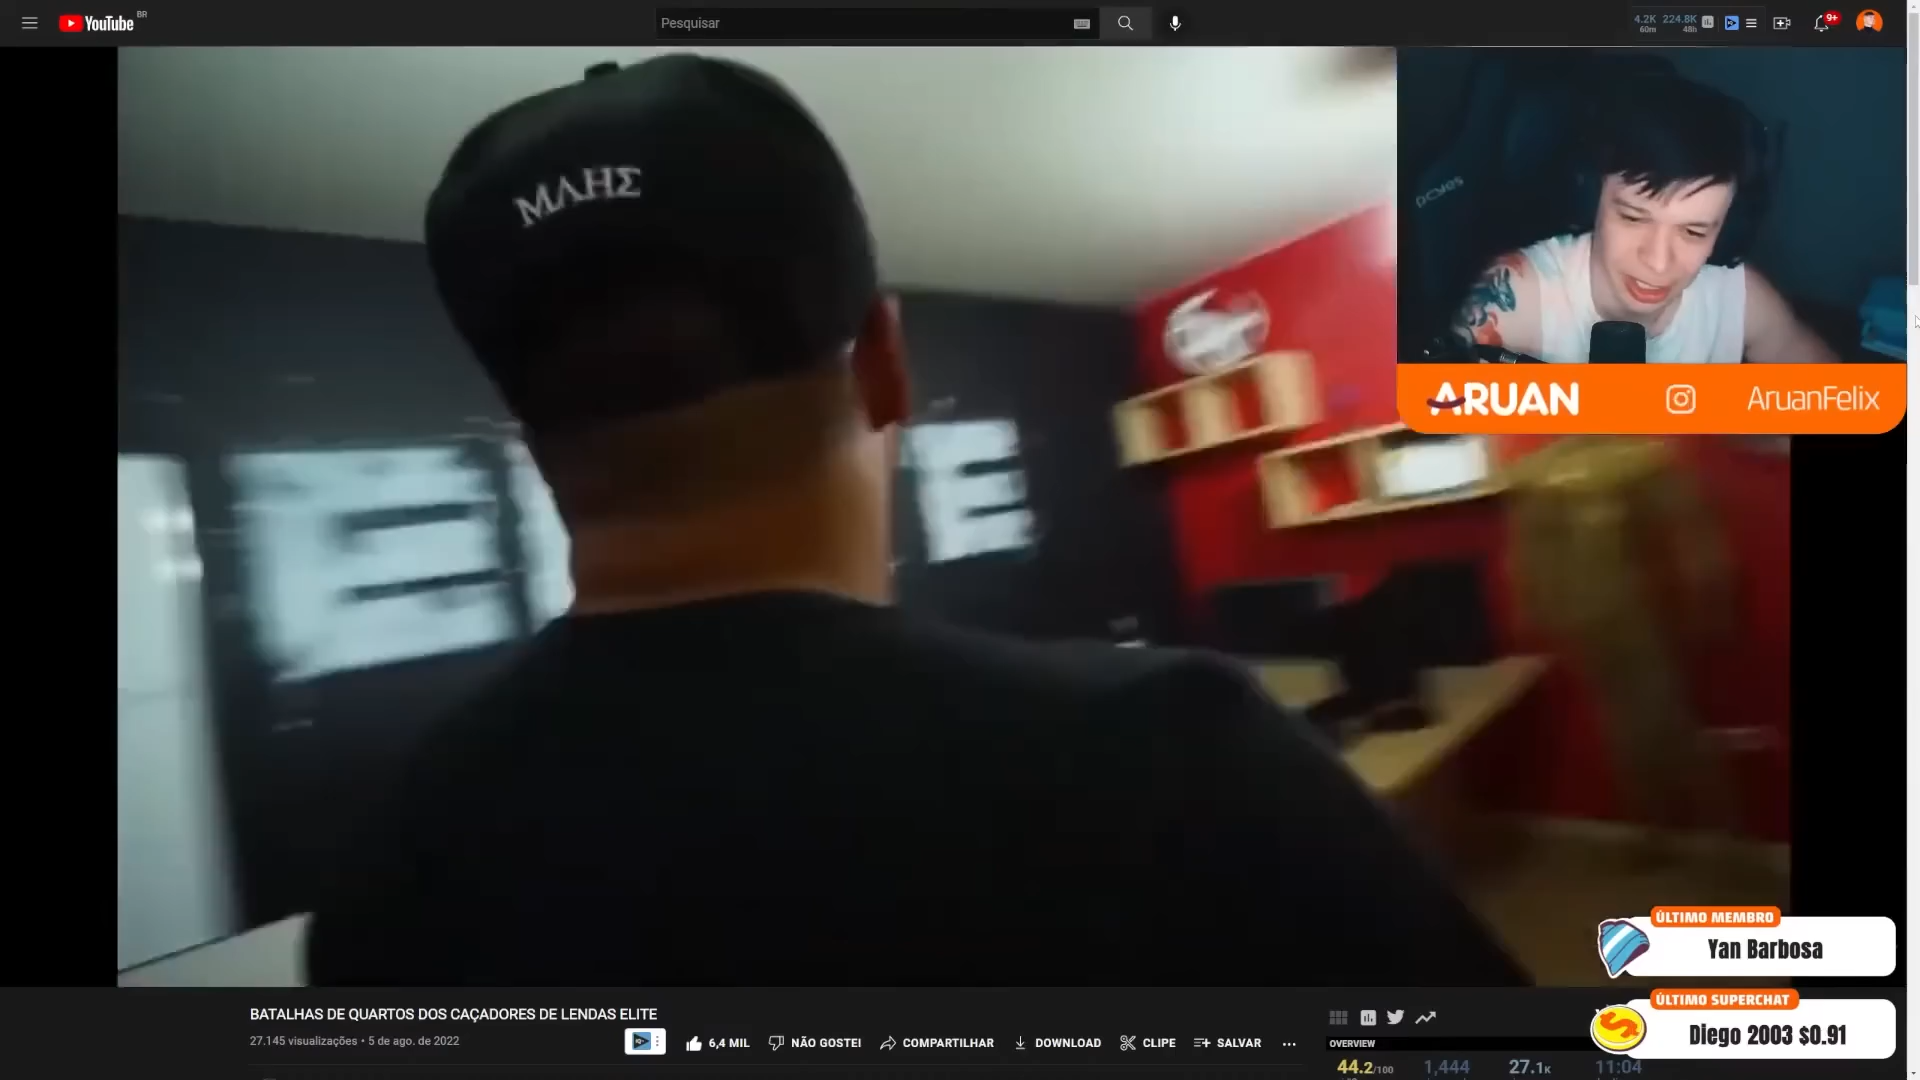 YouTube BR
Pesquisar
4.2K 224.8K
60m 48h
9+
ΜΛΗΣ
pcyes
ARUAN AruanFelix
ÚLTIMO MEMBRO
Yan Barbosa
ÚLTIMO SUPERCHAT
Diego 2003 $0.91
BATALHAS DE QUARTOS DOS CAÇADORES DE LENDAS ELITE
27.145 visualizações • 5 de ago. de 2022
6,4 MIL NÃO GOSTEI COMPARTILHAR DOWNLOAD CLIPE SALVAR ...
OVERVIEW
44.2/100 1,444 27.1K 11:04